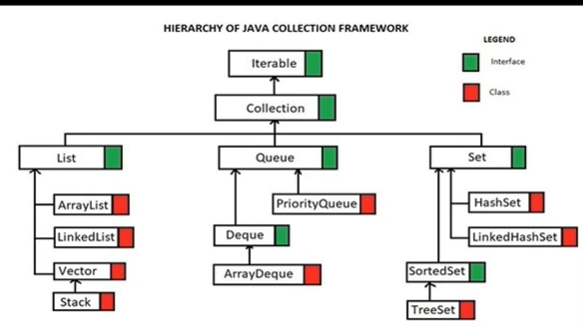 HIERARCHY OF JAVA COLLECTION FRAMEWORK
LEGEND
Interface
Class
Iterable
Collection
List
Queue
Set
ArrayList
PriorityQueue
HashSet
LinkedList
Deque
LinkedHashSet
Vector
ArrayDeque
SortedSet
Stack
TreeSet